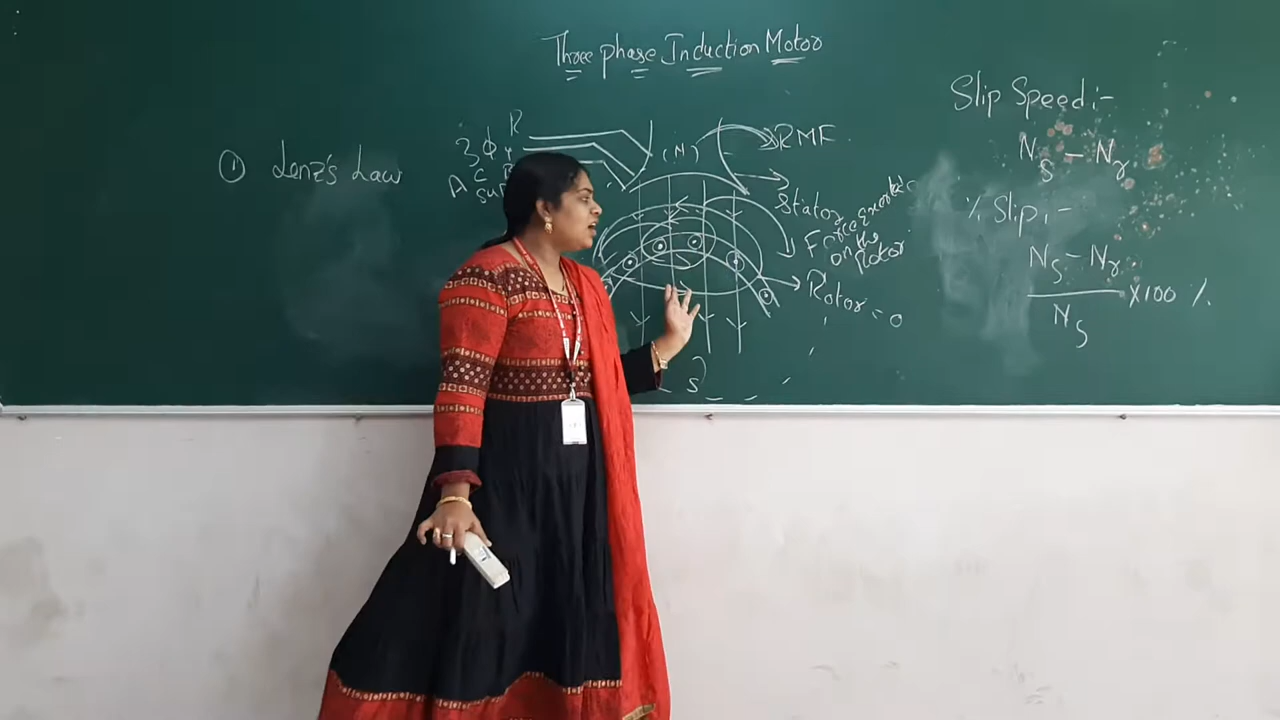 Three phase Induction Motor
① Lenz's Law
3ϕ
R
Y
B
A C
Sup
(N)
RMF
Stator
Force exerted
on the
Rotor
Rotor = 0
S
Slip Speed:-
Ns - Nr
% Slip:-
Ns - Nr
Ns
X100 %